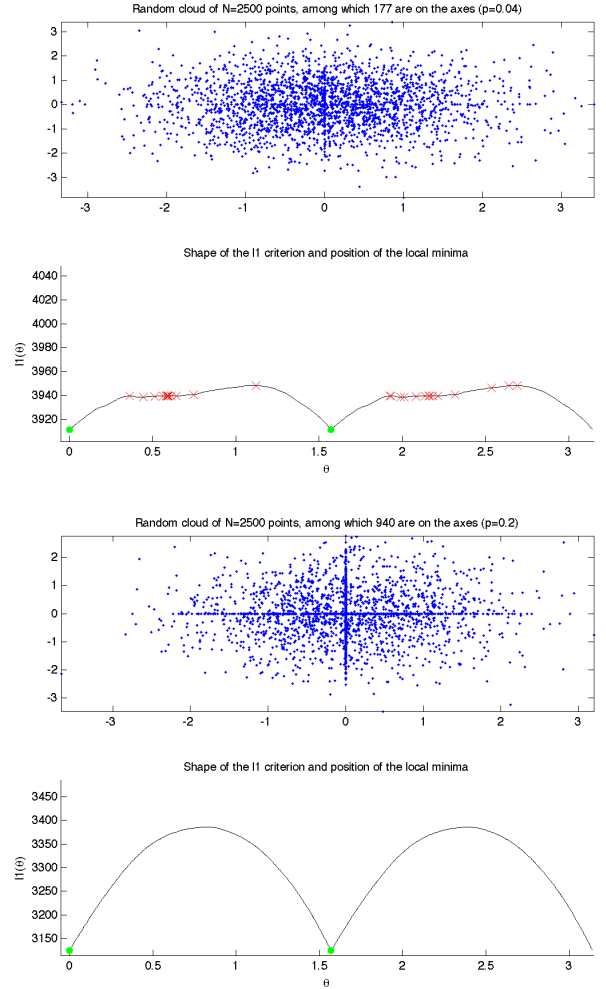 Random cloud of N=2500 points, among which 177 are on the axes (p=0.04)
3
2
1
0
-1
-2
-3
-3 -2 -1 0 1 2 3
Shape of the l1 criterion and position of the local minima
4040
4020
4000
3980
3960
3940
3920
l1(θ)
0 0.5 1 1.5 2 2.5 3
θ
Random cloud of N=2500 points, among which 940 are on the axes (p=0.2)
2
1
0
-1
-2
-3
-3 -2 -1 0 1 2 3
Shape of the l1 criterion and position of the local minima
3450
3400
3350
3300
3250
3200
3150
l1(θ)
0 0.5 1 1.5 2 2.5 3
θ